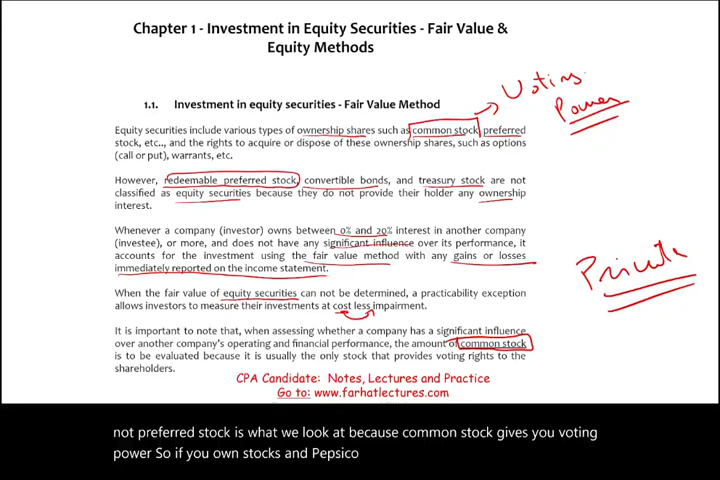 Chapter 1 - Investment in Equity Securities - Fair Value &
Equity Methods
Voting
Power
1.1. Investment in equity securities - Fair Value Method
Equity securities include various types of ownership shares such as common stock, preferred
stock, etc.., and the rights to acquire or dispose of these ownership shares, such as options
(call or put), warrants, etc.
However, redeemable preferred stock, convertible bonds, and treasury stock are not
classified as equity securities because they do not provide their holder any ownership
interest.
Whenever a company (investor) owns between 0% and 20% interest in another company
(investee), or more, and does not have any significant influence over its performance, it
accounts for the investment using the fair value method with any gains or losses
immediately reported on the income statement.
Private
When the fair value of equity securities can not be determined, a practicability exception
allows investors to measure their investments at cost less impairment.
It is important to note that, when assessing whether a company has a significant influence
over another company's operating and financial performance, the amount of common stock
is to be evaluated because it is usually the only stock that provides voting rights to the
shareholders.
CPA Candidate: Notes, Lectures and Practice
Go to: www.farhatlectures.com
not preferred stock is what we look at because common stock gives you voting
power So if you own stocks and Pepsico